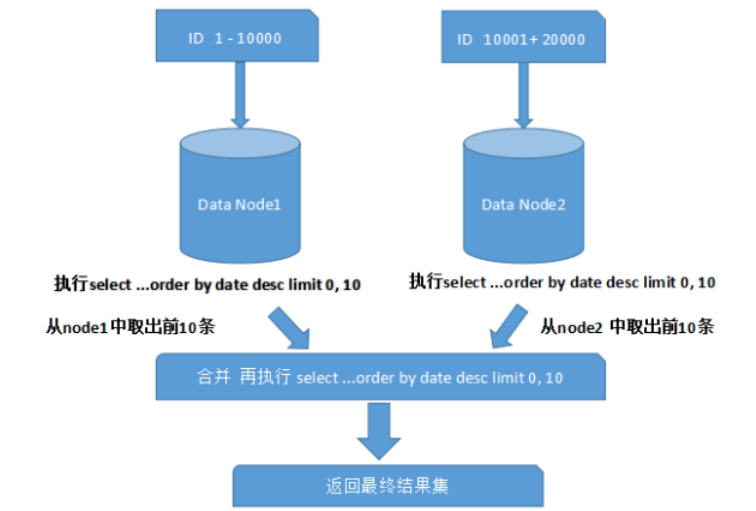 ID 1 - 10000
ID 10001+ 20000
Data Node1
Data Node2
执行select ...order by date desc limit 0, 10
执行select ...order by date desc limit 0, 10
从node1中取出前10条
从node2 中取出前10条
合并 再执行 select ...order by date desc limit 0, 10
返回最终结果集